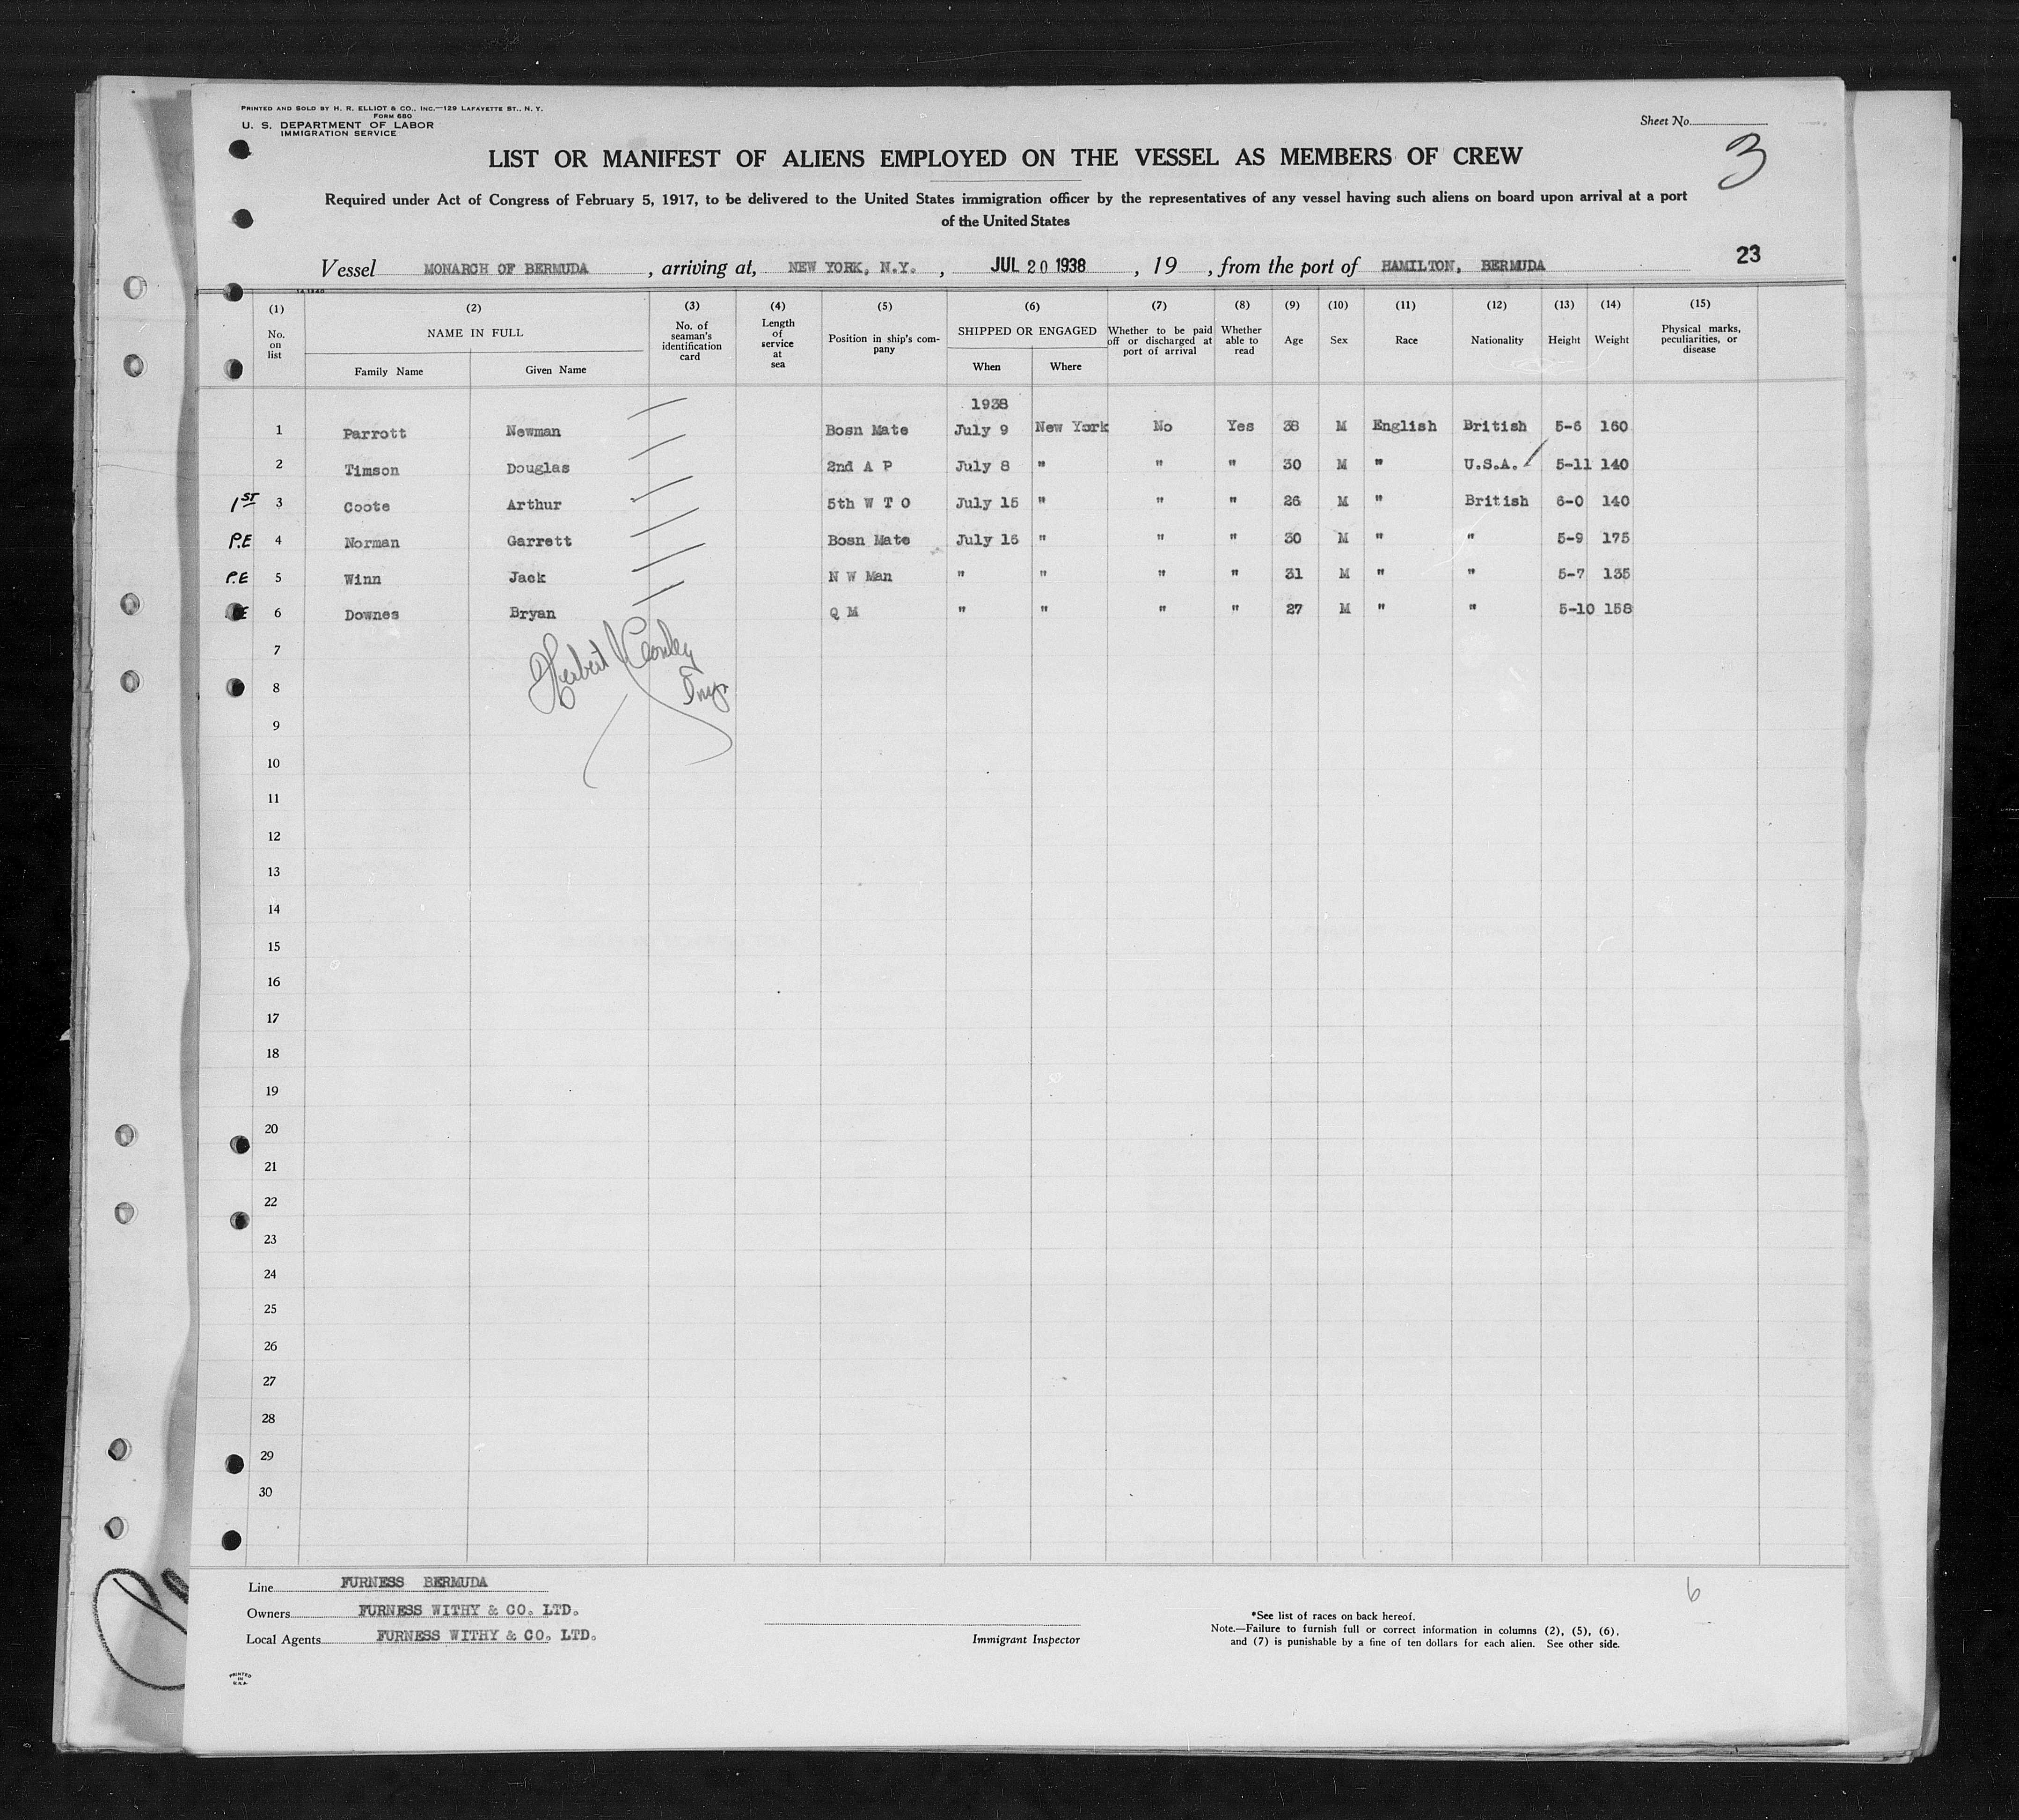 PRINTED AND SOLD BY H. R. ELLIOT & CO., INC.—129 LAFAYETTE ST., N. Y.
FORM 680
U. S. DEPARTMENT OF LABOR
IMMIGRATION SERVICE
Sheet No.
3
LIST OR MANIFEST OF ALIENS EMPLOYED ON THE VESSEL AS MEMBERS OF CREW
Required under Act of Congress of February 5, 1917, to be delivered to the United States immigration officer by the representatives of any vessel having such aliens on board upon arrival at a port
of the United States
23
Vessel MONARCH OF BERMUDA, arriving at, NEW YORK, N.Y., JUL 20 1938, 19 , from the port of HAMILTON, BERMUDA
(1) (2) (3) (4) (5) (6) (7) (8) (9) (10) (11) (12) (13) (14) (15)
No. on list NAME IN FULL No. of seaman's identification card Length of service at sea Position in ship's company SHIPPED OR ENGAGED Whether to be paid off or discharged at port of arrival Whether able to read Age Sex Race Nationality Height Weight Physical marks, peculiarities, or disease
Family Name Given Name When Where
1938
1 Parrott Newman Bosn Mate July 9 New York No Yes 38 M English British 5-6 160
2 Timson Douglas 2nd A P July 8 " " " 30 M " U.S.A. 5-11 140
1ST 3 Coote Arthur 5th W T O July 15 " " " 26 M " British 6-0 140
P.E 4 Norman Garrett Bosn Mate July 16 " " " 30 M " " 5-9 175
P.E 5 Winn Jack N W Man " " " " 31 M " " 5-7 135
E 6 Downes Bryan Q M " " " " 27 M " " 5-10 158
7
Herbert
8
9
10
11
12
13
14
15
16
17
18
19
20
21
22
23
24
25
26
27
28
29
30
Line FURNESS BERMUDA
Owners FURNESS WITHY & CO. LTD.
Local Agents FURNESS WITHY & CO. LTD.
Immigrant Inspector
6
*See list of races on back hereof.
Note.—Failure to furnish full or correct information in columns (2), (5), (6),
and (7) is punishable by a fine of ten dollars for each alien. See other side.
PRINTED
IN
U.S.A.